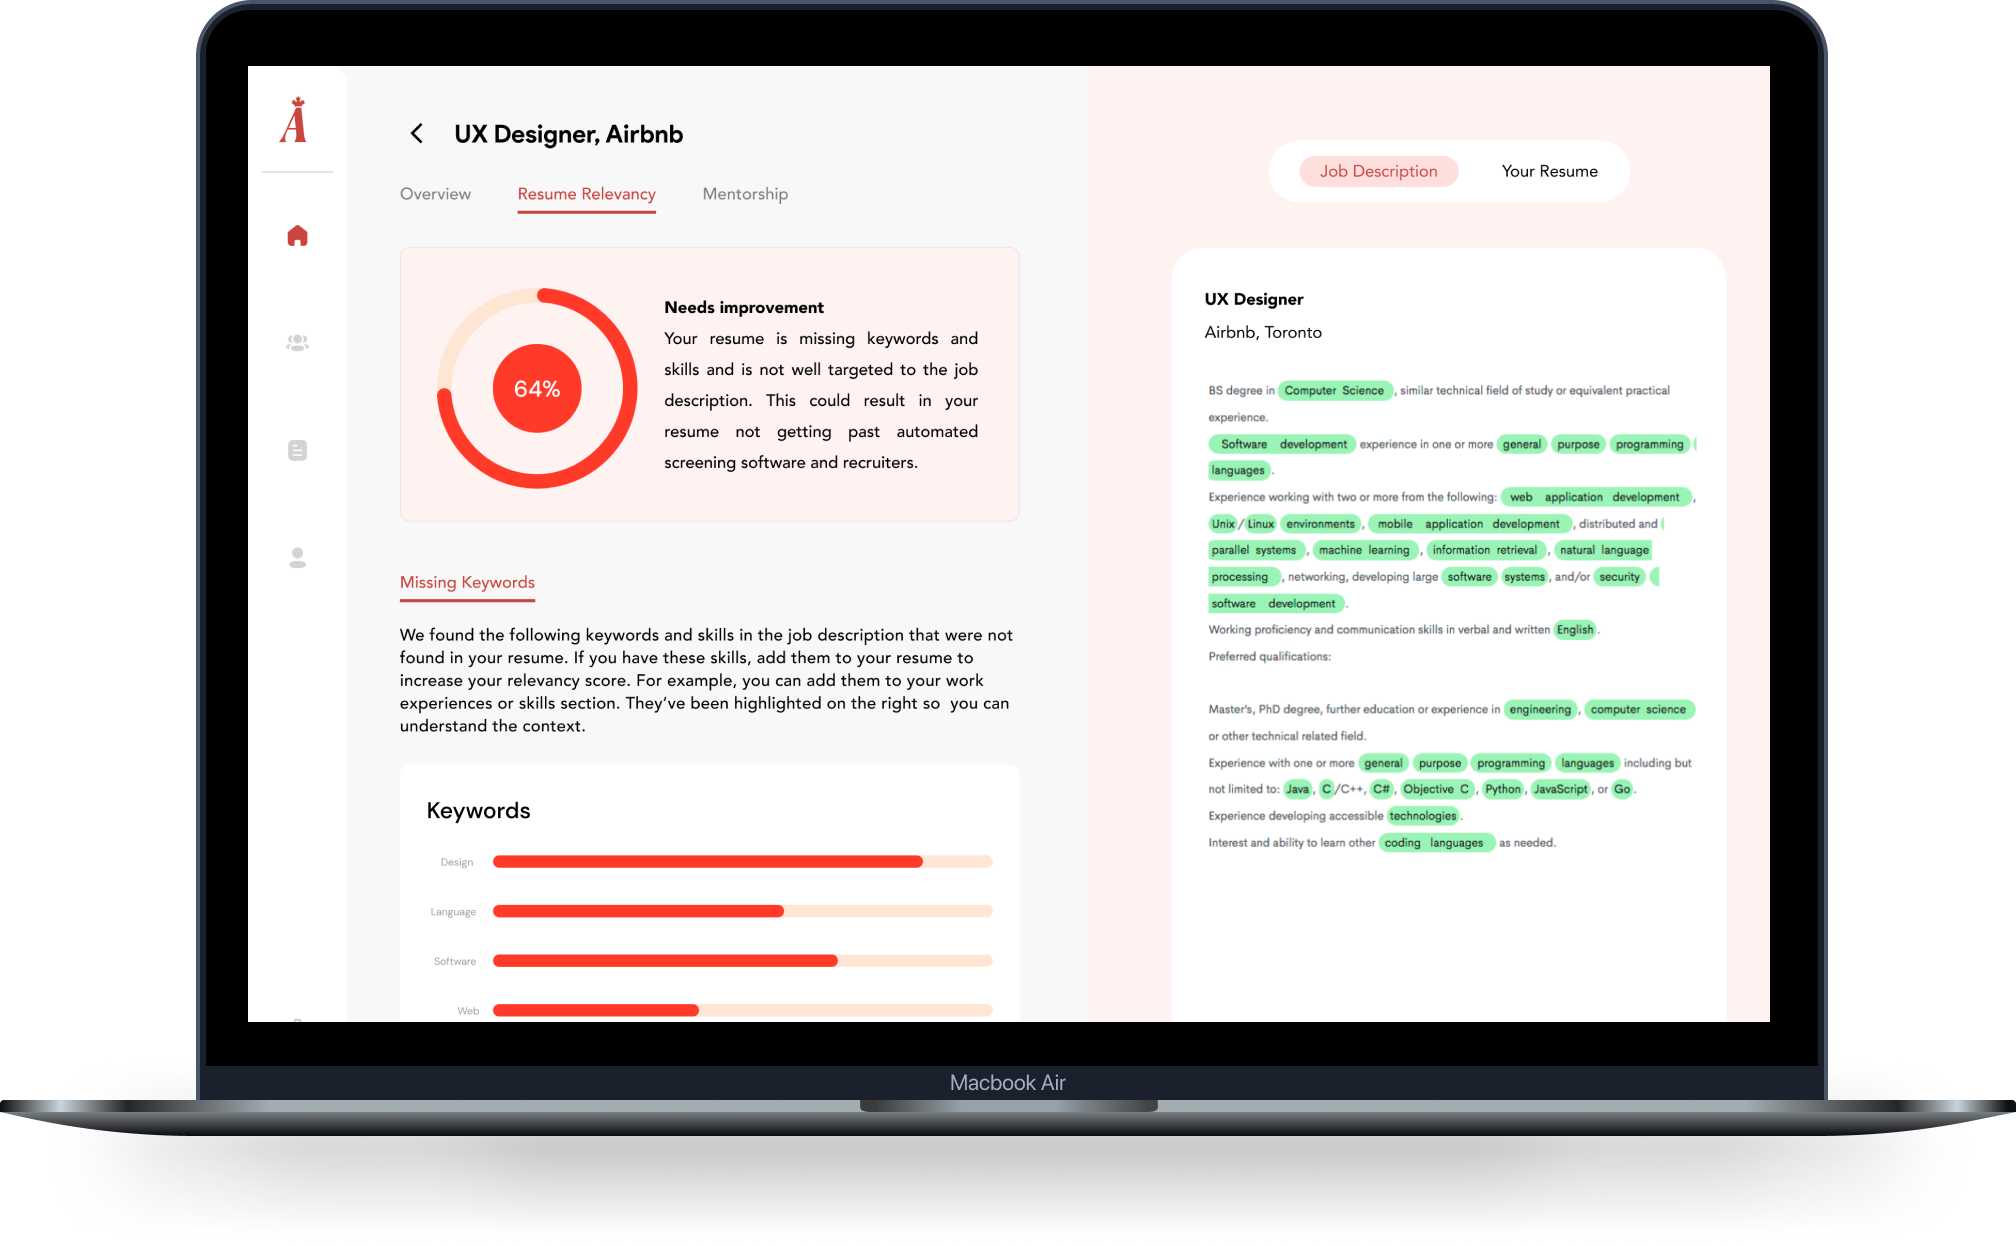 UX Designer, Airbnb
Overview Resume Relevancy Mentorship
64%
Needs improvement
Your resume is missing keywords and
skills and is not well targeted to the job
description. This could result in your
resume not getting past automated
screening software and recruiters.
Missing Keywords
We found the following keywords and skills in the job description that were not
found in your resume. If you have these skills, add them to your resume to
increase your relevancy score. For example, you can add them to your work
experiences or skills section. They’ve been highlighted on the right so you can
understand the context.
Keywords
Design
Language
Software
Web
Job Description Your Resume
UX Designer
Airbnb, Toronto
BS degree in Computer Science, similar technical field of study or equivalent practical
experience.
Software development experience in one or more general purpose programming
languages.
Experience working with two or more from the following: web application development,
Unix/Linux environments, mobile application development, distributed and
parallel systems, machine learning, information retrieval, natural language
processing, networking, developing large software systems, and/or security
software development.
Working proficiency and communication skills in verbal and written English.
Preferred qualifications:
Master’s, PhD degree, further education or experience in engineering, computer science
or other technical related field.
Experience with one or more general purpose programming languages including but
not limited to: Java, C/C++, C#, Objective C, Python, JavaScript, or Go.
Experience developing accessible technologies.
Interest and ability to learn other coding languages as needed.
Macbook Air